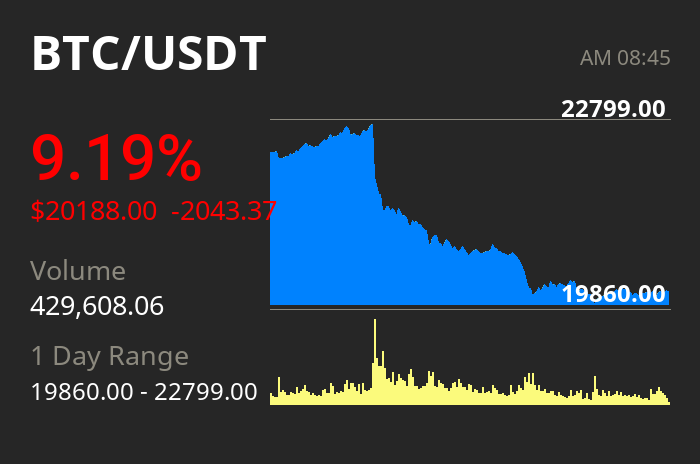 BTC/USDT
AM 08:45
22799.00
9.19%
$20188.00 -2043.37
Volume
429,608.06
19860.00
1 Day Range
19860.00 - 22799.00